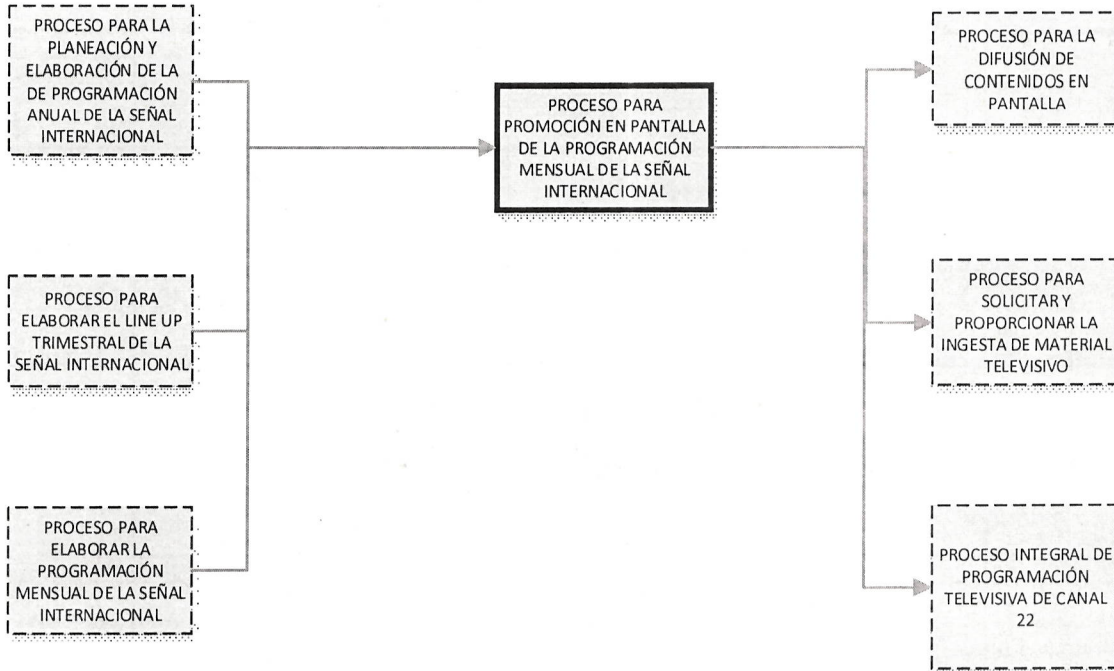 PROCESO PARA LA
PLANEACIÓN Y
ELABORACIÓN DE LA
DE PROGRAMACIÓN
ANUAL DE LA SEÑAL
INTERNACIONAL
PROCESO PARA
ELABORAR EL LINE UP
TRIMESTRAL DE LA
SEÑAL INTERNACIONAL
PROCESO PARA
ELABORAR LA
PROGRAMACIÓN
MENSUAL DE LA SEÑAL
INTERNACIONAL
PROCESO PARA
PROMOCIÓN EN PANTALLA
DE LA PROGRAMACIÓN
MENSUAL DE LA SEÑAL
INTERNACIONAL
PROCESO PARA LA
DIFUSIÓN DE
CONTENIDOS EN
PANTALLA
PROCESO PARA
SOLICITAR Y
PROPORCIONAR LA
INGESTA DE MATERIAL
TELEVISIVO
PROCESO INTEGRAL DE
PROGRAMACIÓN
TELEVISIVA DE CANAL
22